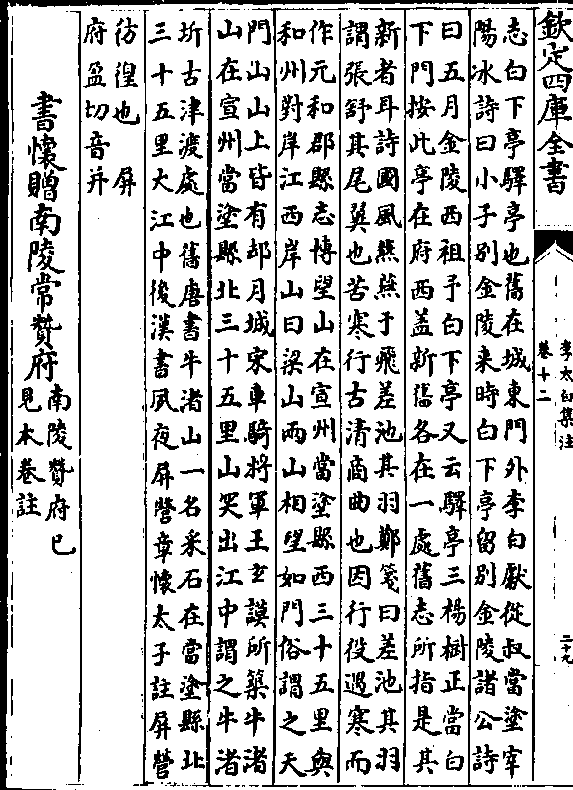 欽定四庫全書
李太白集注
卷十二
二十九
志白下亭驛亭也舊在城東門外李白獻從叔當塗宰
陽冰詩曰小子別金陵来時白下亭留別金陵諸公詩
曰五月金陵西祖予白下亭又云驛亭三楊樹正當白
下門按此亭在府西盖新舊各在一處舊志所指是其
新者耳詩國風燕燕于飛差池其羽鄭箋曰差池其羽
謂張舒其尾翼也苦寒行古清商曲也因行役遇寒而
作元和郡縣志博望山在宣州當塗縣西三十五里與
和州對岸江西岸山曰梁山兩山相望如門俗謂之天
門山山上皆有却月城宋車騎將軍王玄謨所築牛渚
山在宣州當塗縣北三十五里山突出江中謂之牛渚
圻古津渡處也舊唐書牛渚山一名采石在當塗縣北
三十五里大江中後漢書夙夜屏營章懷太子註屏營
彷徨也 屏
府盈切音并
書懷贈南陵常贊府
南陵贊府已
見本卷註